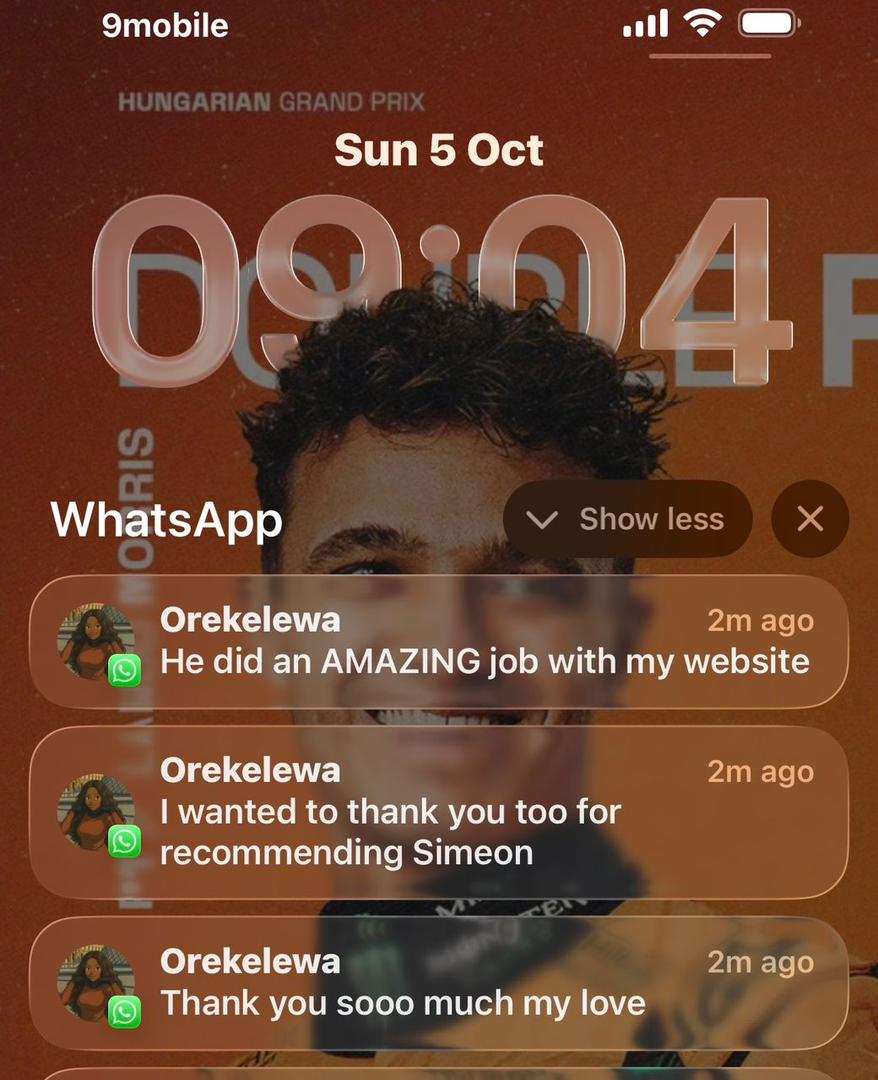 9mobile
HUNGARIAN GRAND PRIX
Sun 5 Oct
09:04
DOUBLE P
NORRIS
WhatsApp
Show less
Orekelewa
2m ago
He did an AMAZING job with my website
Orekelewa
2m ago
I wanted to thank you too for
recommending Simeon
Orekelewa
2m ago
Thank you sooo much my love